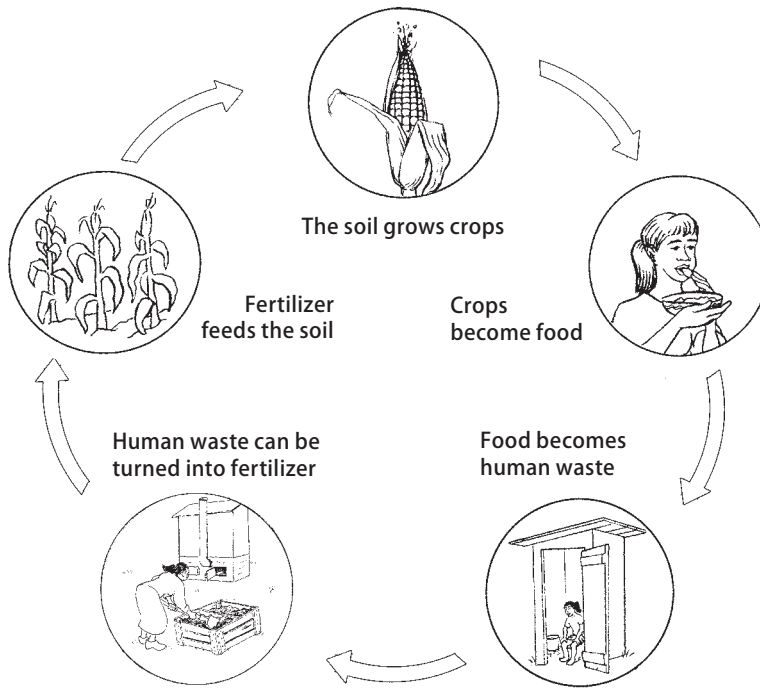 The soil grows crops
Crops
become food
Food becomes
human waste
Human waste can be
turned into fertilizer
Fertilizer
feeds the soil